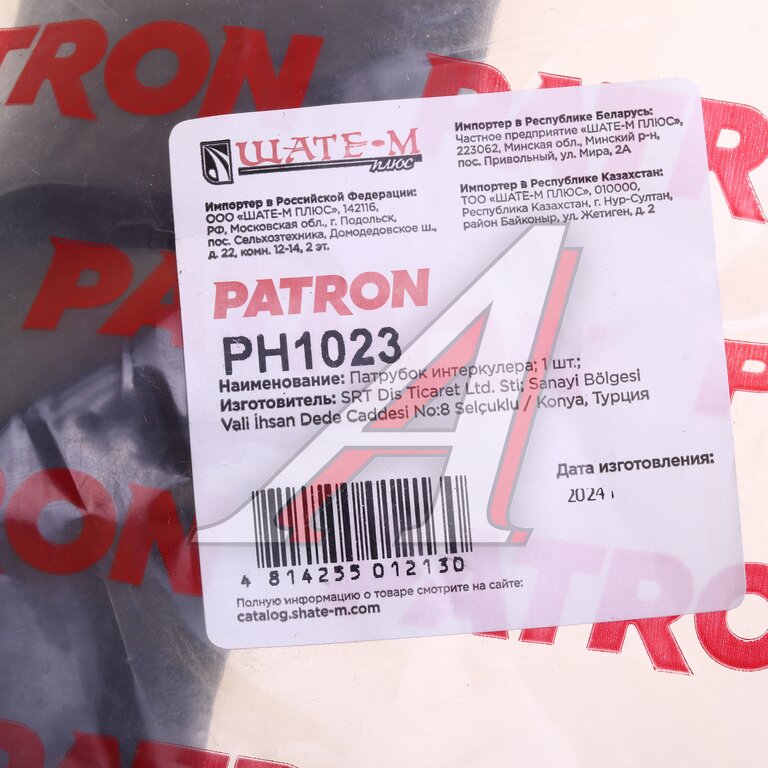 PATRON
ШАТЕ-М
плюс
Импортер в Российской Федерации:
ООО «ШАТЕ-М ПЛЮС», 142116,
РФ, Московская обл., г. Подольск,
пос. Сельхозтехника, Домодедовское ш.,
д. 22, комн. 12-14, 2 эт.
Импортер в Республике Беларусь:
Частное предприятие «ШАТЕ-М ПЛЮС»,
223062, Минская обл., Минский р-н,
пос. Привольный, ул. Мира, 2А
Импортер в Республике Казахстан:
ТОО «ШАТЕ-М ПЛЮС», 010000,
Республика Казахстан, г. Нур-Султан,
район Байконыр, ул. Жетиген, д. 2
PATRON
PH1023
Наименование: Патрубок интеркулера; 1 шт.;
Изготовитель: SRT Dis Ticaret Ltd. Sti; Sanayi Bölgesi
Vali İhsan Dede Caddesi No:8 Selçuklu / Konya, Турция
Дата изготовления:
2024 г
4 814255 012130
Полную информацию о товаре смотрите на сайте:
catalog.shate-m.com
PATRON
PA
RON
ATRO
PATRON